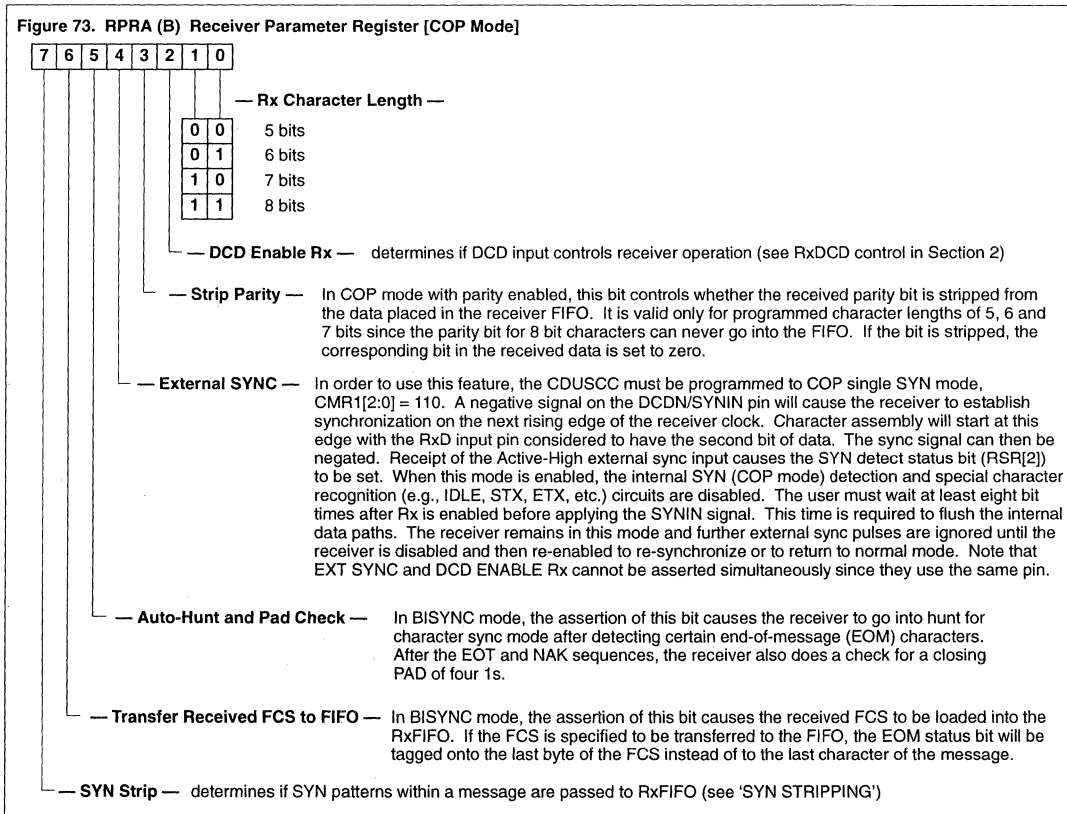 Figure 73. RPRA (B) Receiver Parameter Register [COP Mode]
7 6 5 4 3 2 1 0
— Rx Character Length —
0 0 5 bits
0 1 6 bits
1 0 7 bits
1 1 8 bits
— DCD Enable Rx — determines if DCD input controls receiver operation (see RxDCD control in Section 2)
— Strip Parity — In COP mode with parity enabled, this bit controls whether the received parity bit is stripped from
the data placed in the receiver FIFO. It is valid only for programmed character lengths of 5, 6 and
7 bits since the parity bit for 8 bit characters can never go into the FIFO. If the bit is stripped, the
corresponding bit in the received data is set to zero.
— External SYNC — In order to use this feature, the CDUSCC must be programmed to COP single SYN mode,
CMR1[2:0] = 110. A negative signal on the DCDN/SYNIN pin will cause the receiver to establish
synchronization on the next rising edge of the receiver clock. Character assembly will start at this
edge with the RxD input pin considered to have the second bit of data. The sync signal can then be
negated. Receipt of the Active-High external sync input causes the SYN detect status bit (RSR[2])
to be set. When this mode is enabled, the internal SYN (COP mode) detection and special character
recognition (e.g., IDLE, STX, ETX, etc.) circuits are disabled. The user must wait at least eight bit
times after Rx is enabled before applying the SYNIN signal. This time is required to flush the internal
data paths. The receiver remains in this mode and further external sync pulses are ignored until the
receiver is disabled and then re-enabled to re-synchronize or to return to normal mode. Note that
EXT SYNC and DCD ENABLE Rx cannot be asserted simultaneously since they use the same pin.
— Auto-Hunt and Pad Check — In BISYNC mode, the assertion of this bit causes the receiver to go into hunt for
character sync mode after detecting certain end-of-message (EOM) characters.
After the EOT and NAK sequences, the receiver also does a check for a closing
PAD of four 1s.
— Transfer Received FCS to FIFO — In BISYNC mode, the assertion of this bit causes the received FCS to be loaded into the
RxFIFO. If the FCS is specified to be transferred to the FIFO, the EOM status bit will be
tagged onto the last byte of the FCS instead of to the last character of the message.
— SYN Strip — determines if SYN patterns within a message are passed to RxFIFO (see 'SYN STRIPPING')